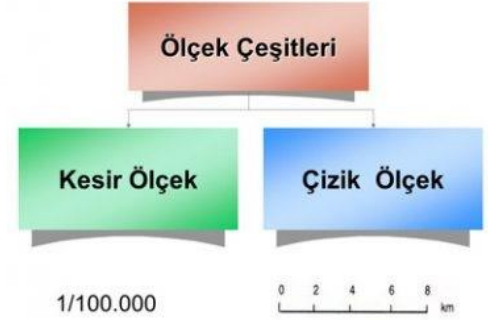 Ölçek Çeşitleri
Kesir Ölçek
Çizik Ölçek
1/100.000
0 2 4 6 8
km